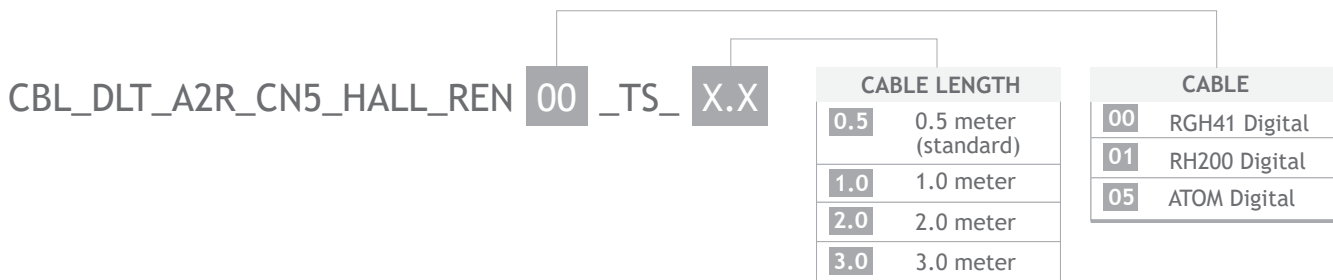 CBL_DLT_A2R_CN5_HALL_REN 00 _TS_ X.X
CABLE LENGTH
0.5 0.5 meter
(standard)
1.0 1.0 meter
2.0 2.0 meter
3.0 3.0 meter
CABLE
00 RGH41 Digital
01 RH200 Digital
05 ATOM Digital